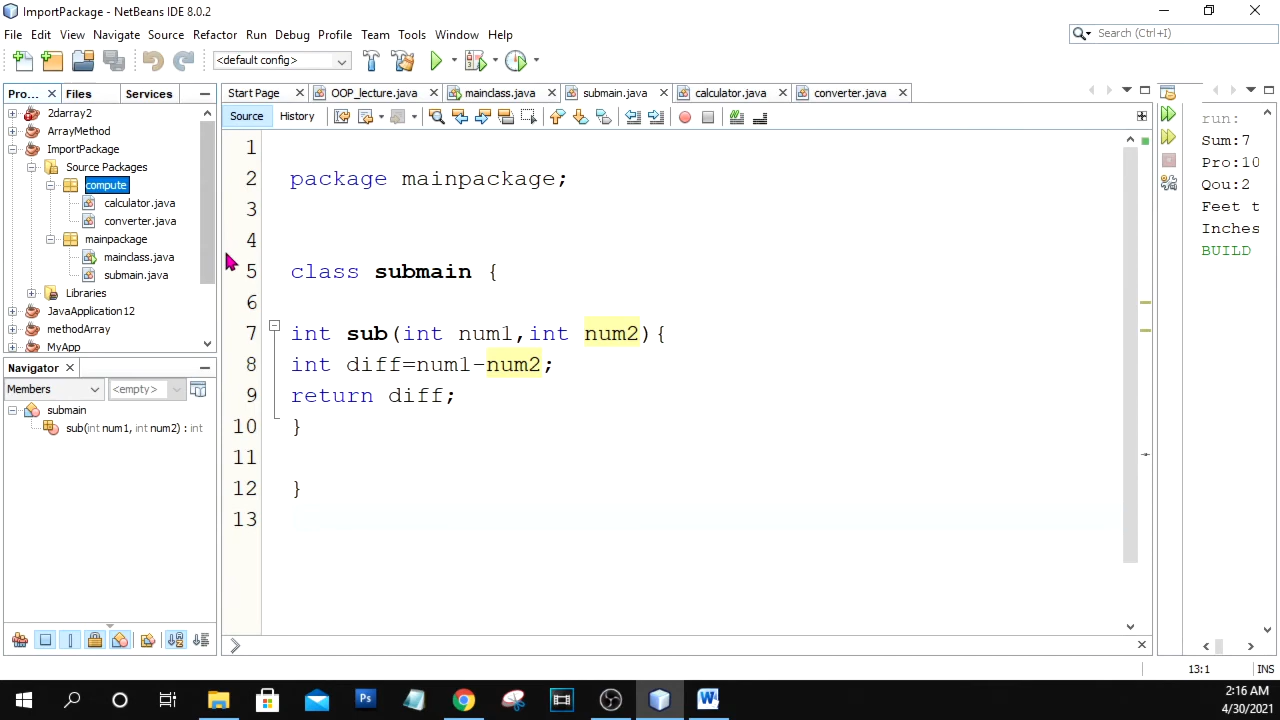 ImportPackage - NetBeans IDE 8.0.2
File Edit View Navigate Source Refactor Run Debug Profile Team Tools Window Help
Search (Ctrl+I)
<default config>
Pro... Files Services
Start Page OOP_lecture.java mainclass.java submain.java calculator.java converter.java
Source History
2darray2
ArrayMethod
ImportPackage
Source Packages
compute
calculator.java
converter.java
mainpackage
mainclass.java
submain.java
Libraries
JavaApplication12
methodArray
MyApp
Navigator
Members <empty>
submain
sub(int num1, int num2) : int
1
2 package mainpackage;
3
4
5 class submain {
6
7 int sub(int num1,int num2){
8 int diff=num1-num2;
9 return diff;
10 }
11
12 }
13
run:
Sum:7
Pro:10
Qou:2
Feet t
Inches
BUILD
13:1 INS
2:16 AM
4/30/2021